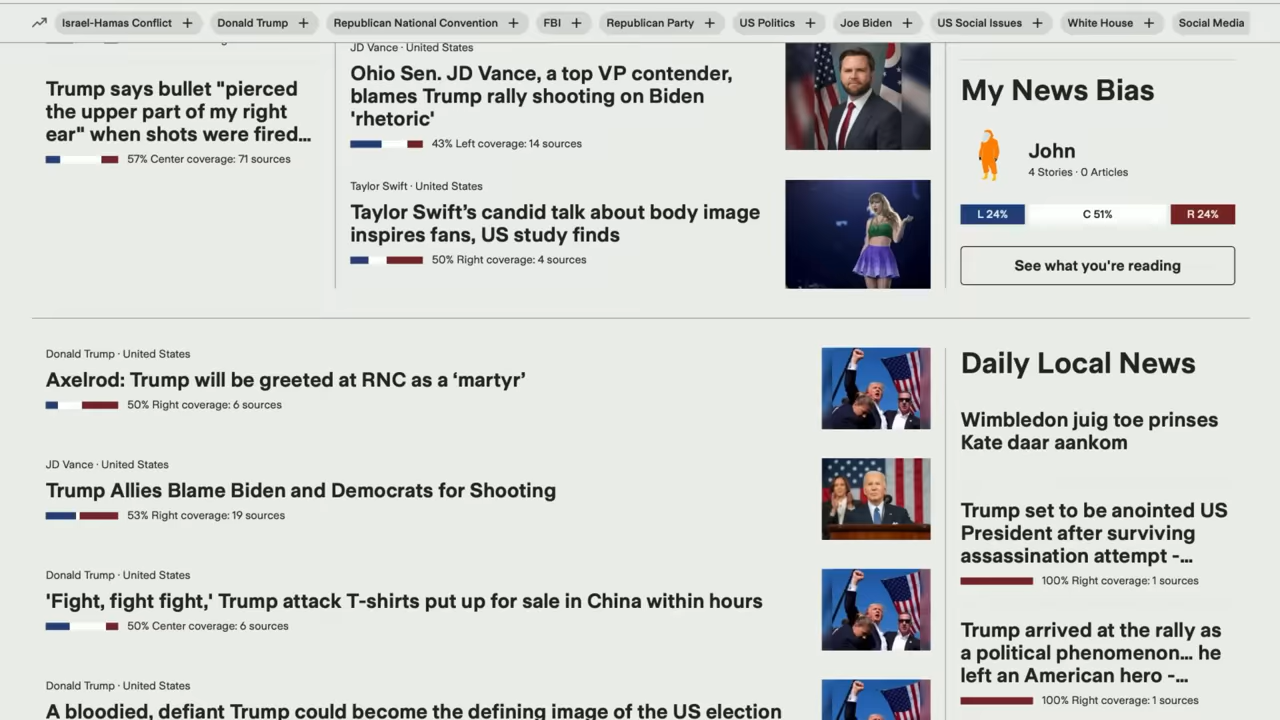 Israel-Hamas Conflict +
Donald Trump +
Republican National Convention +
FBI +
Republican Party +
US Politics +
Joe Biden +
US Social Issues +
White House +
Social Media
Trump says bullet "pierced
the upper part of my right
ear" when shots were fired...
57% Center coverage: 71 sources
JD Vance · United States
Ohio Sen. JD Vance, a top VP contender,
blames Trump rally shooting on Biden
'rhetoric'
43% Left coverage: 14 sources
Taylor Swift · United States
Taylor Swift’s candid talk about body image
inspires fans, US study finds
50% Right coverage: 4 sources
My News Bias
John
4 Stories · 0 Articles
L 24%
C 51%
R 24%
See what you're reading
Donald Trump · United States
Axelrod: Trump will be greeted at RNC as a ‘martyr’
50% Right coverage: 6 sources
JD Vance · United States
Trump Allies Blame Biden and Democrats for Shooting
53% Right coverage: 19 sources
Donald Trump · United States
'Fight, fight fight,' Trump attack T-shirts put up for sale in China within hours
50% Center coverage: 6 sources
Donald Trump · United States
A bloodied, defiant Trump could become the defining image of the US election
Daily Local News
Wimbledon juig toe prinses
Kate daar aankom
Trump set to be anointed US
President after surviving
assassination attempt -...
100% Right coverage: 1 sources
Trump arrived at the rally as
a political phenomenon... he
left an American hero -...
100% Right coverage: 1 sources